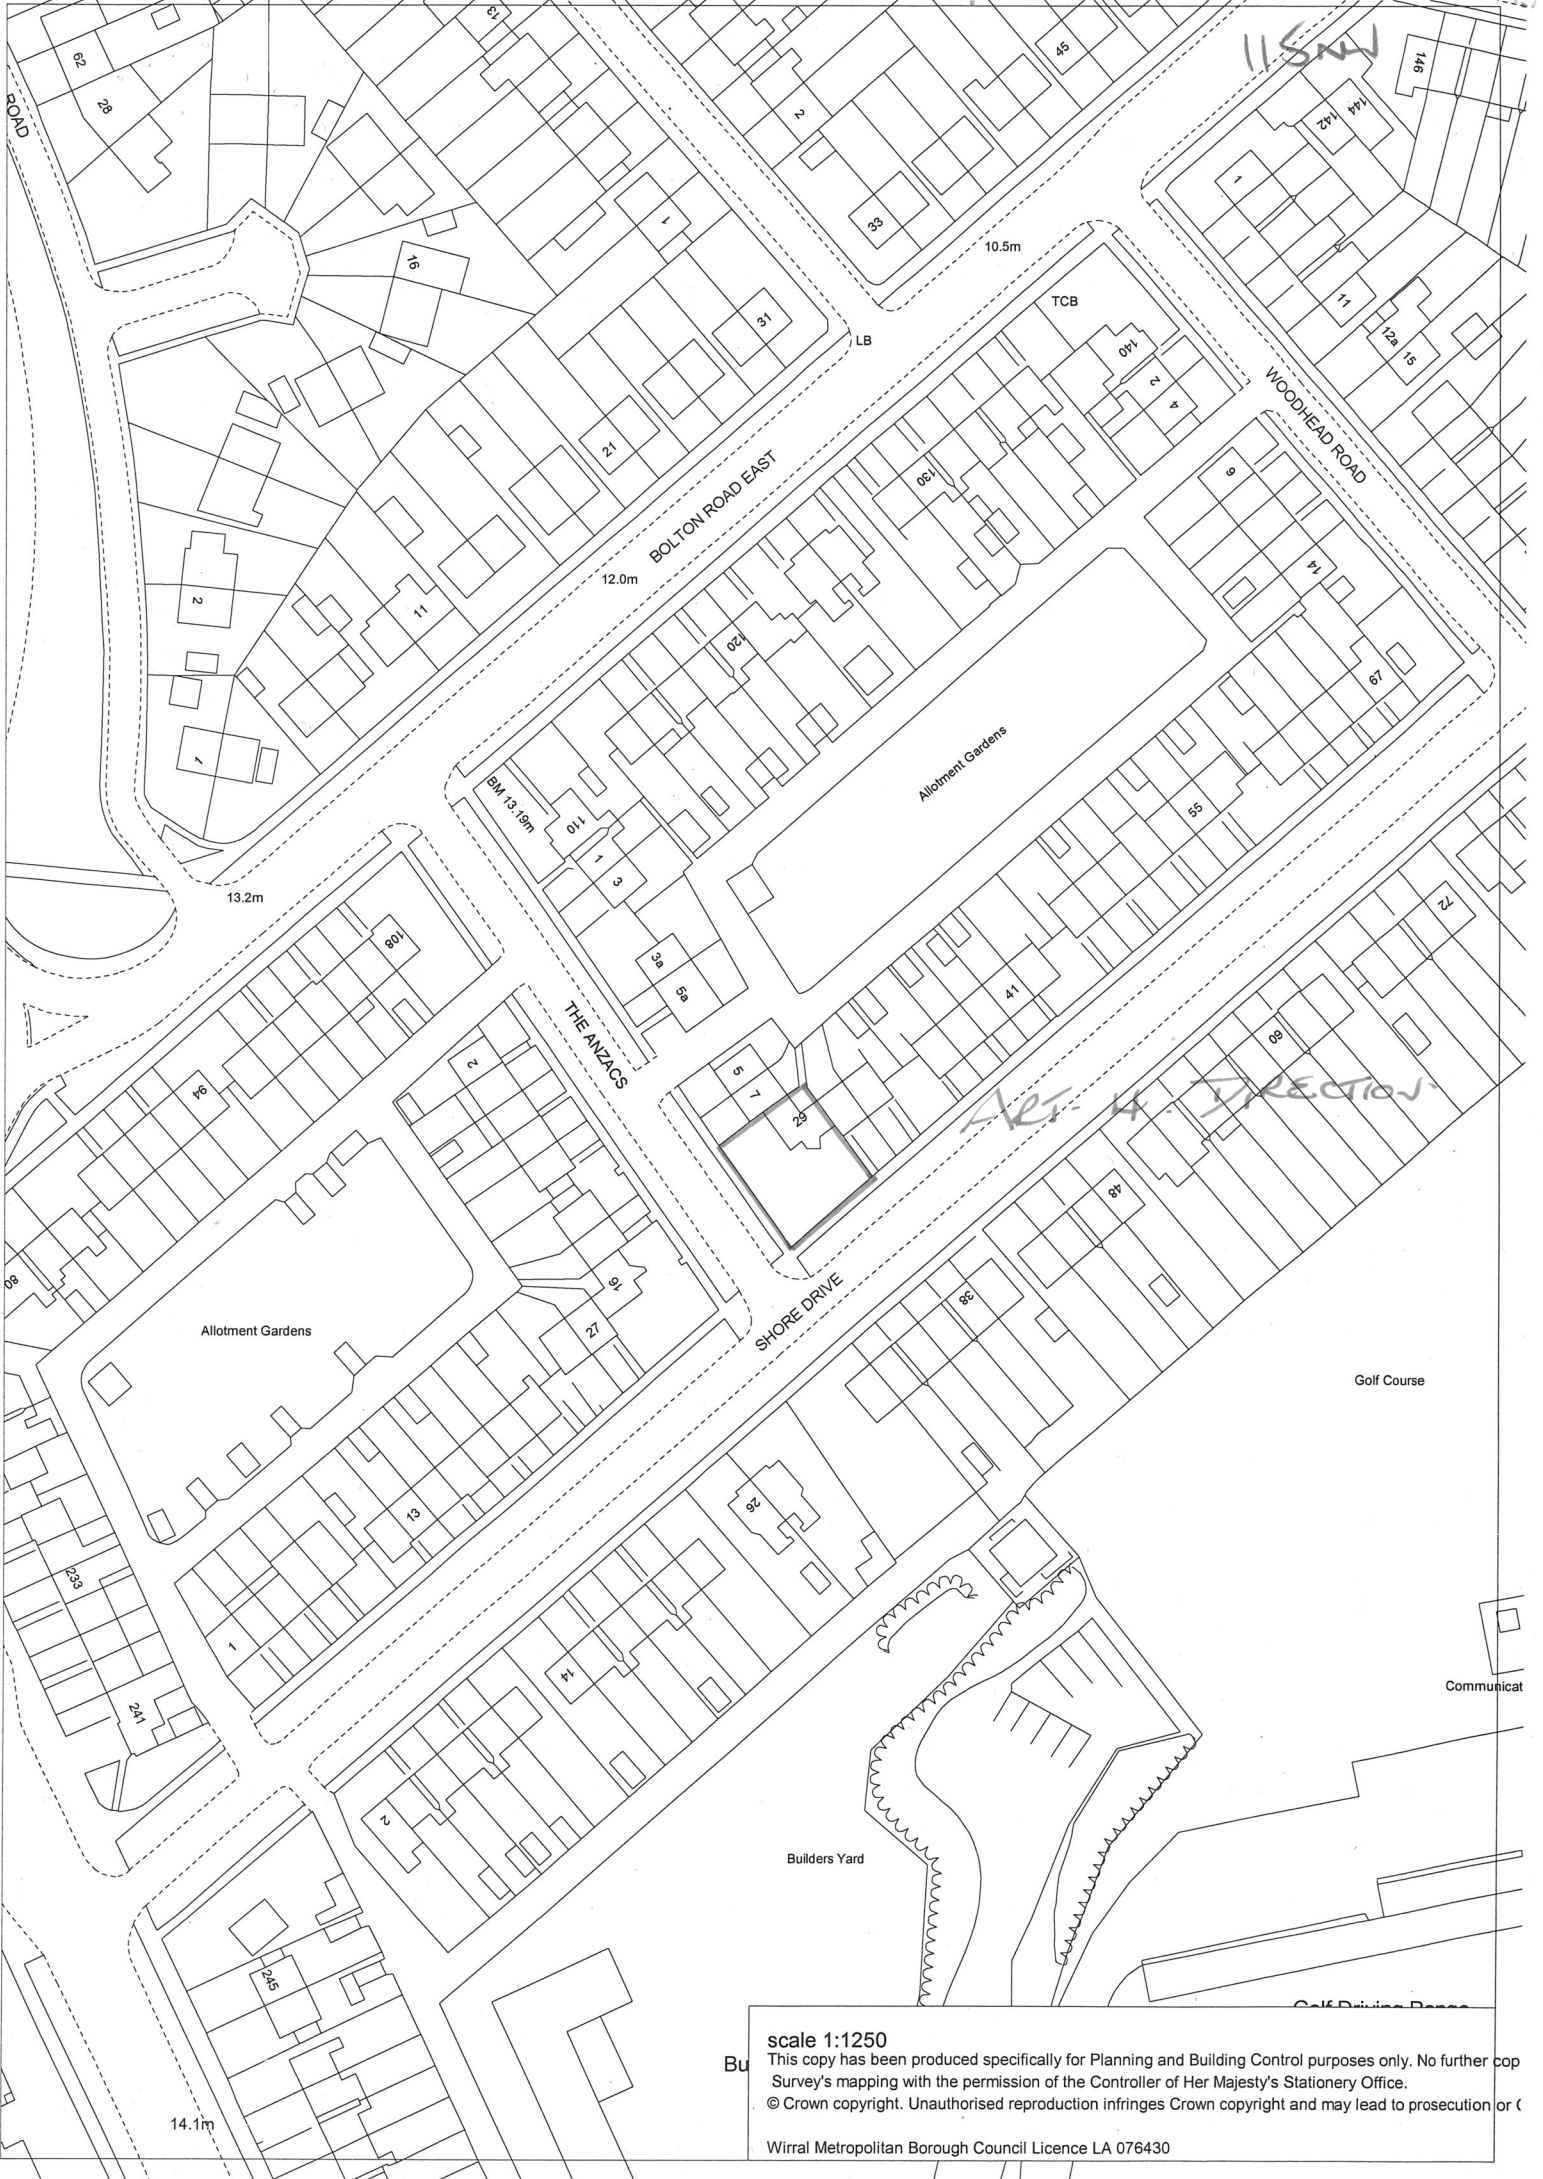 13
62
28
ROAD
45
2
115NW
146
144
142
1
1
33
10.5m
16
TCB
11
31
LB
140
12a
15
2
4
WOODHEAD ROAD
21
BOLTON ROAD EAST
130
9
12.0m
14
2
11
120
67
Allotment Gardens
1
BM 13.19m
110
55
1
3
13.2m
108
72
3a
5a
41
THE ANZACS
60
2
5
7
94
29
ART. 4. DIRECTION
48
80
16
38
27
SHORE DRIVE
Allotment Gardens
Golf Course
26
13
233
1
14
241
Communicat
2
Builders Yard
245
Golf Driving Range
Bu
14.1m
scale 1:1250
This copy has been produced specifically for Planning and Building Control purposes only. No further cop
Survey's mapping with the permission of the Controller of Her Majesty's Stationery Office.
© Crown copyright. Unauthorised reproduction infringes Crown copyright and may lead to prosecution or
Wirral Metropolitan Borough Council Licence LA 076430